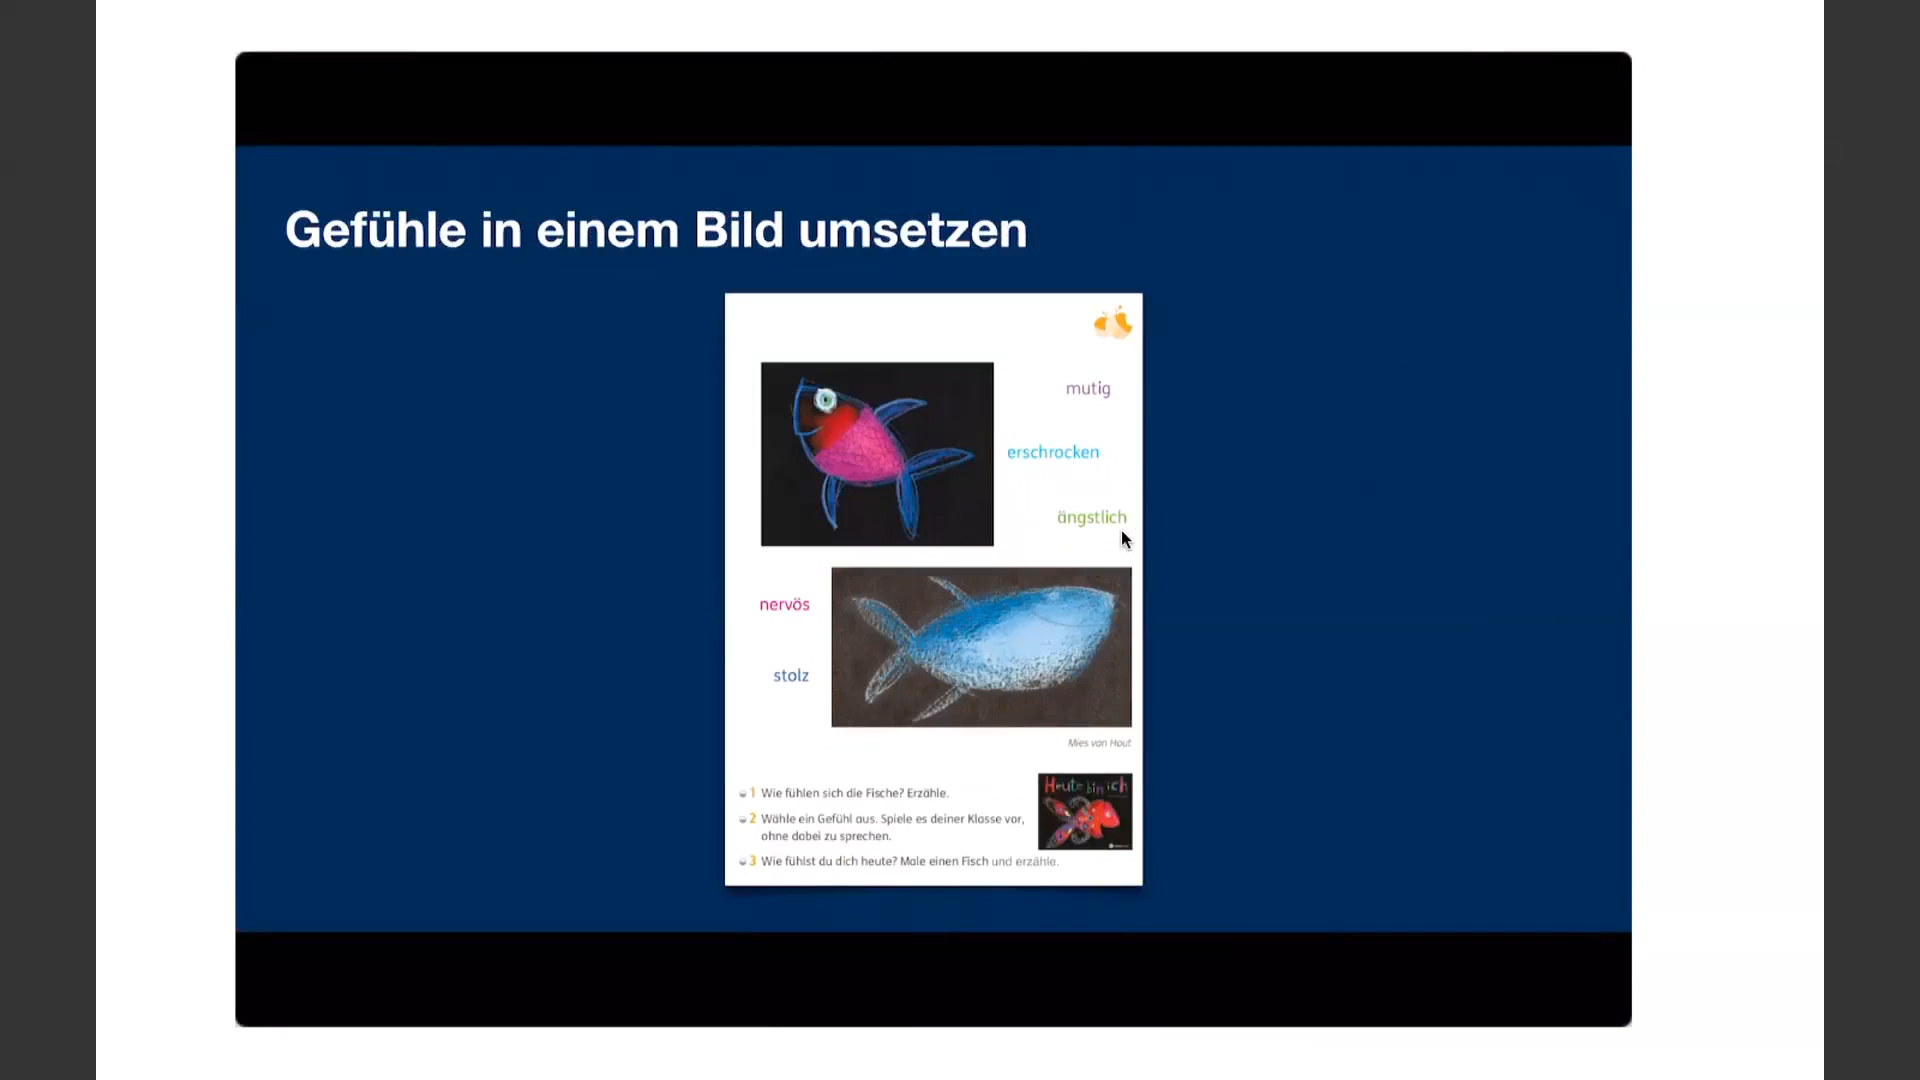 Gefühle in einem Bild umsetzen
mutig
erschrocken
ängstlich
nervös
stolz
Mies van Hout
1 Wie fühlen sich die Fische? Erzähle.
2 Wähle ein Gefühl aus. Spiele es deiner Klasse vor,
ohne dabei zu sprechen.
3 Wie fühlst du dich heute? Male einen Fisch und erzähle.
Heute bin ich